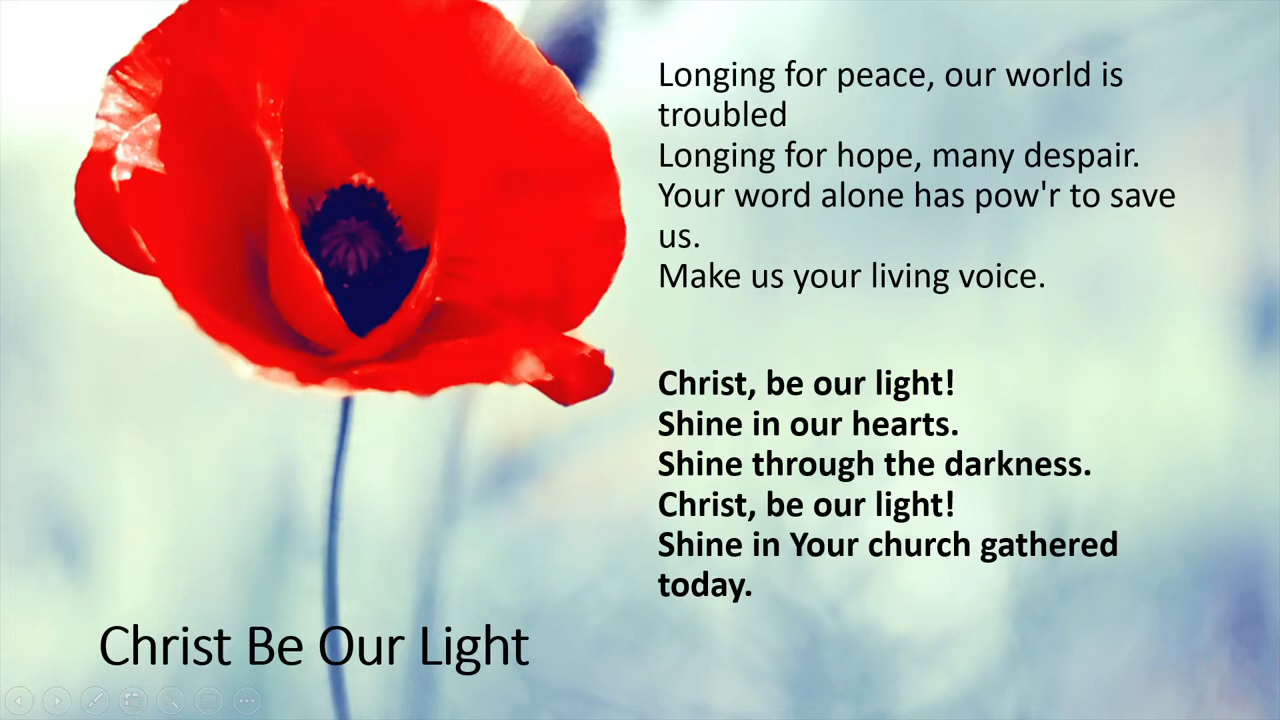 Longing for peace, our world is
troubled
Longing for hope, many despair.
Your word alone has pow'r to save
us.
Make us your living voice.
Christ, be our light!
Shine in our hearts.
Shine through the darkness.
Christ, be our light!
Shine in Your church gathered
today.
Christ Be Our Light